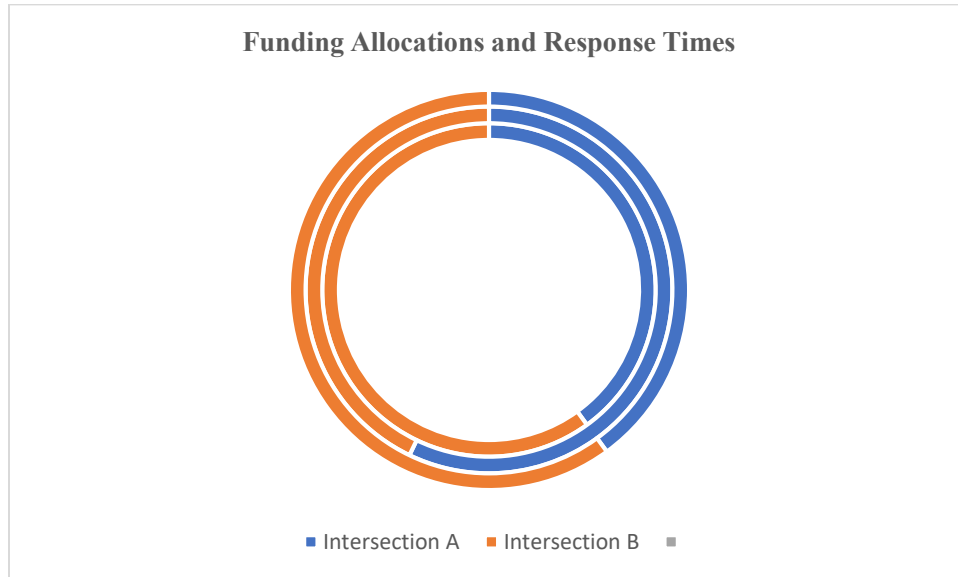 Funding Allocations and Response Times
Intersection A
Intersection B